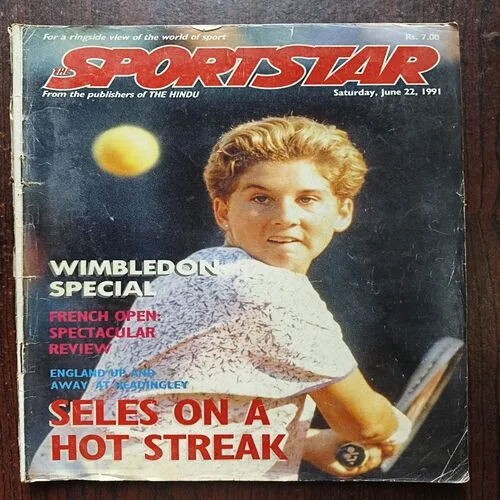 For a ringside view of the world of sport
Rs. 7.00
THE SPORTSTAR
From the publishers of THE HINDU
Saturday, June 22, 1991
WIMBLEDON
SPECIAL
FRENCH OPEN:
SPECTACULAR
REVIEW
ENGLAND UP AND
AWAY AT HEADINGLEY
SELES ON A
HOT STREAK